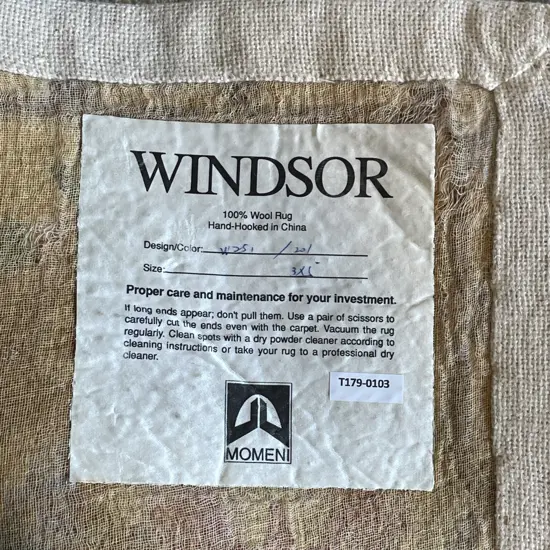 WINDSOR
100% Wool Rug
Hand-Hooked in China
Design/Color: /201
Size:
Proper care and maintenance for your investment.
If long ends appear; don't pull them. Use a pair of scissors to
carefully cut the ends even with the carpet. Vacuum the rug
regularly. Clean spots with a dry powder cleaner according to
cleaning instructions or take your rug to a professional dry
cleaner.
T179-0103
MOMENI